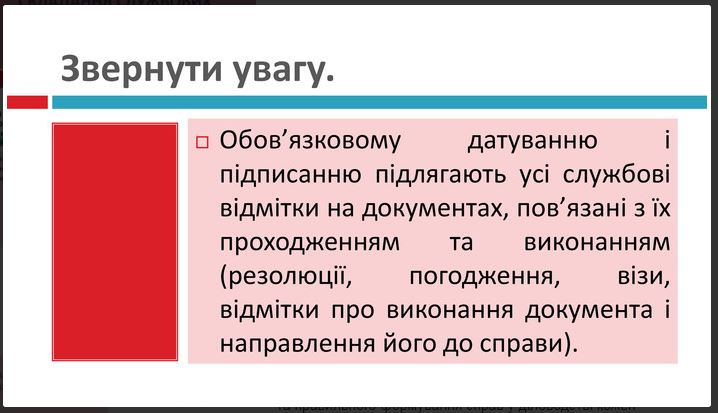 Звернути увагу.
Обов’язковому датуванню і
підписанню підлягають усі службові
відмітки на документах, пов’язані з їх
проходженням та виконанням
(резолюції, погодження, візи,
відмітки про виконання документа і
направлення його до справи).